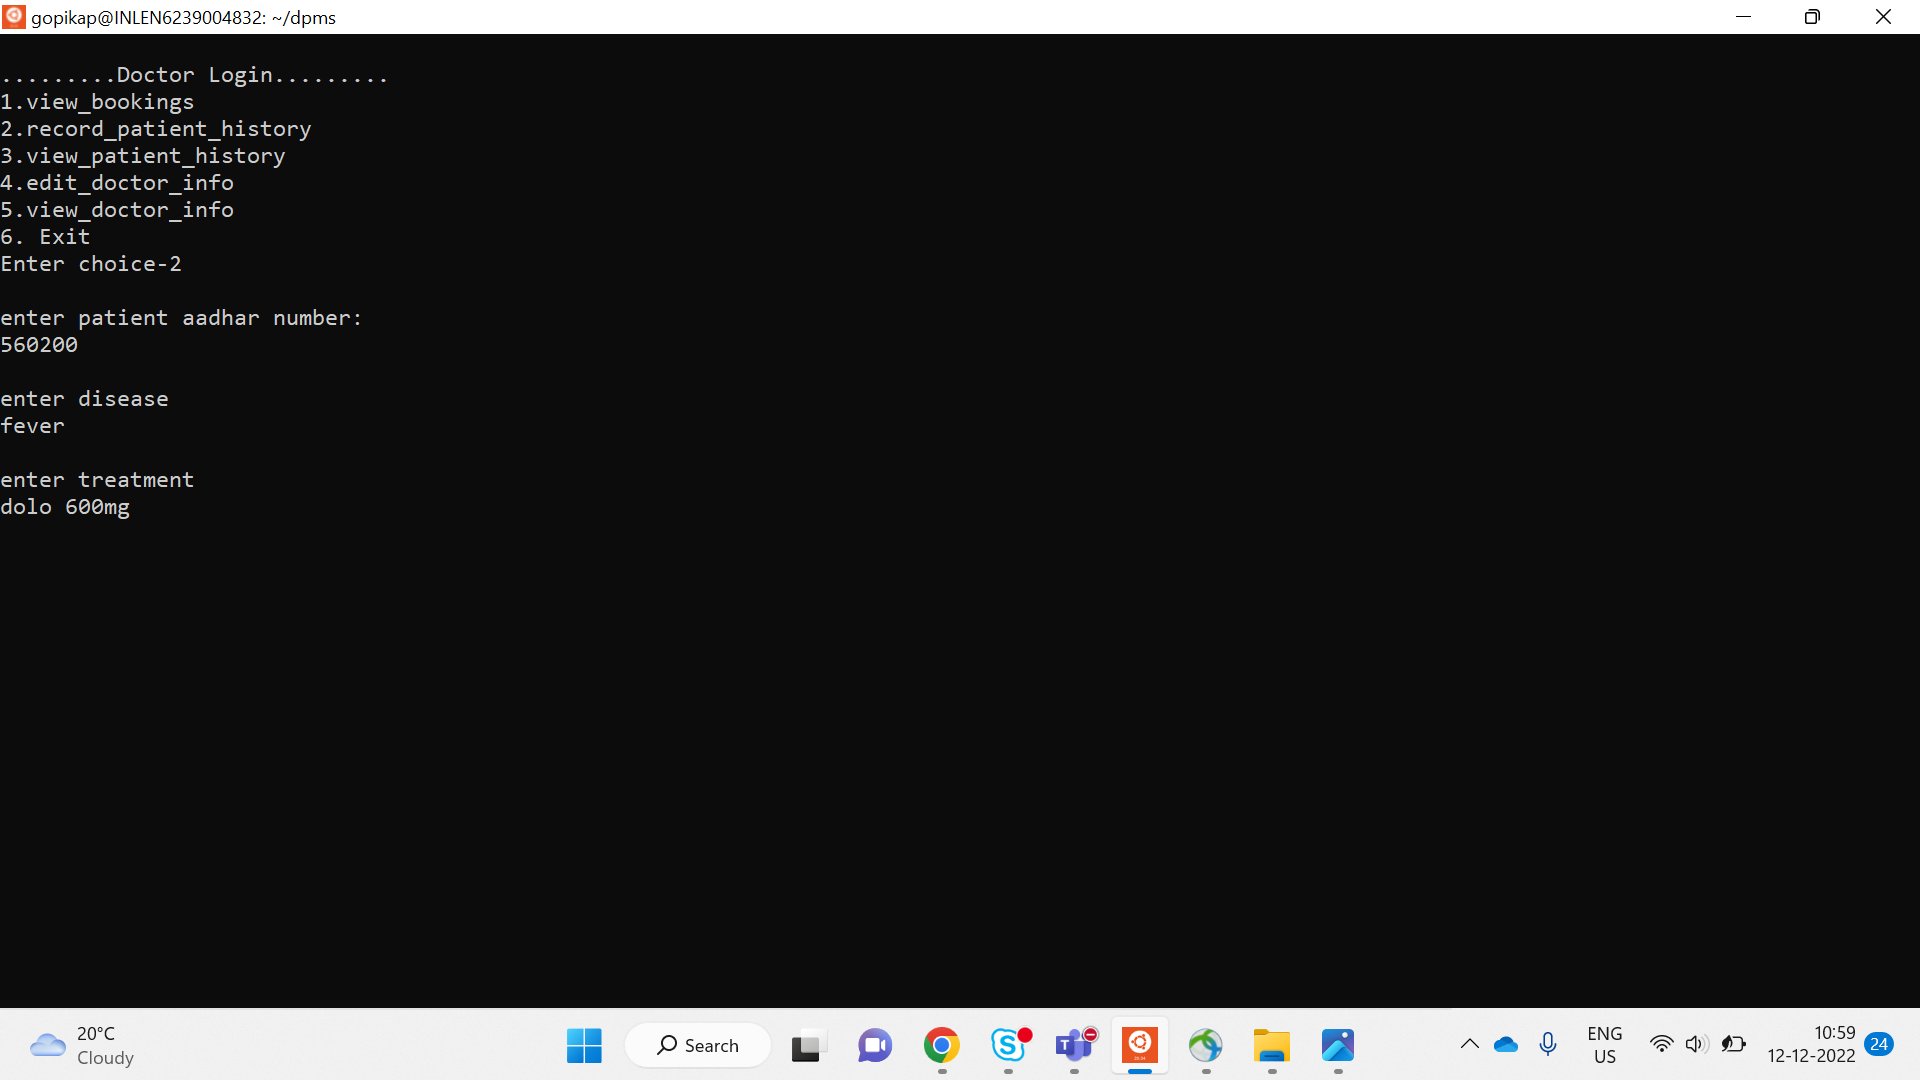 gopikap@INLEN6239004832: ~/dpms
.........Doctor Login.........
1.view_bookings
2.record_patient_history
3.view_patient_history
4.edit_doctor_info
5.view_doctor_info
6. Exit
Enter choice-2
enter patient aadhar number:
560200
enter disease
fever
enter treatment
dolo 600mg
20°C
Cloudy
Search
ENG
US
10:59
12-12-2022
24